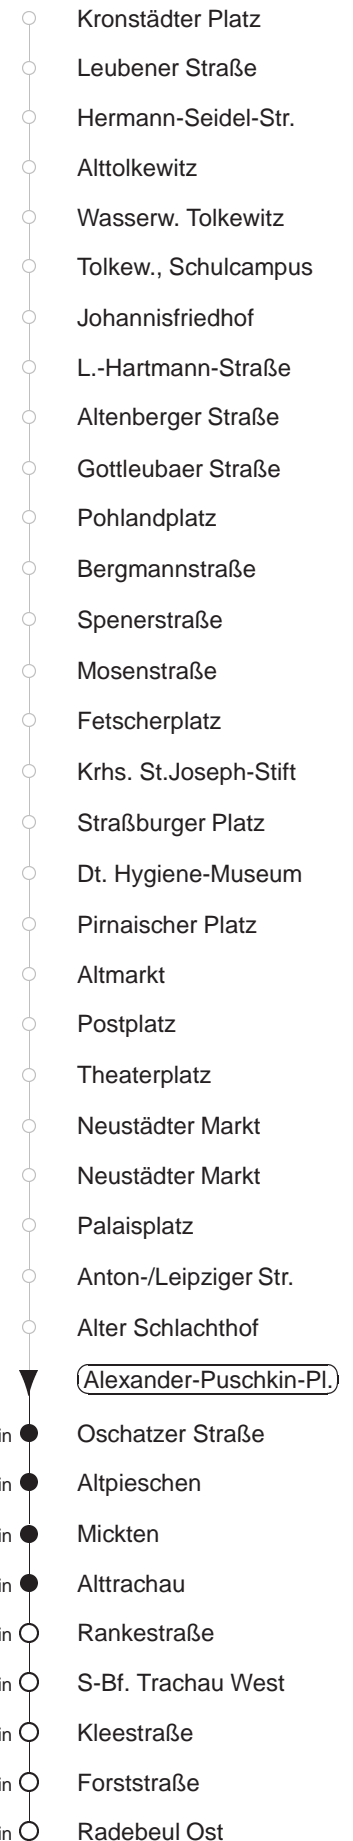 Kronstädter Platz
Leubener Straße
Hermann-Seidel-Str.
Alttolkewitz
Wasserw. Tolkewitz
Tolkew., Schulcampus
Johannisfriedhof
L.-Hartmann-Straße
Altenberger Straße
Gottleubaer Straße
Pohlandplatz
Bergmannstraße
Spenerstraße
Mosenstraße
Fetscherplatz
Krhs. St.Joseph-Stift
Straßburger Platz
Dt. Hygiene-Museum
Pirnaischer Platz
Altmarkt
Postplatz
Theaterplatz
Neustädter Markt
Neustädter Markt
Palaisplatz
Anton-/Leipziger Str.
Alter Schlachthof
Alexander-Puschkin-Pl.
Oschatzer Straße
Altpieschen
Mickten
Alttrachau
Rankestraße
S-Bf. Trachau West
Kleestraße
Forststraße
Radebeul Ost